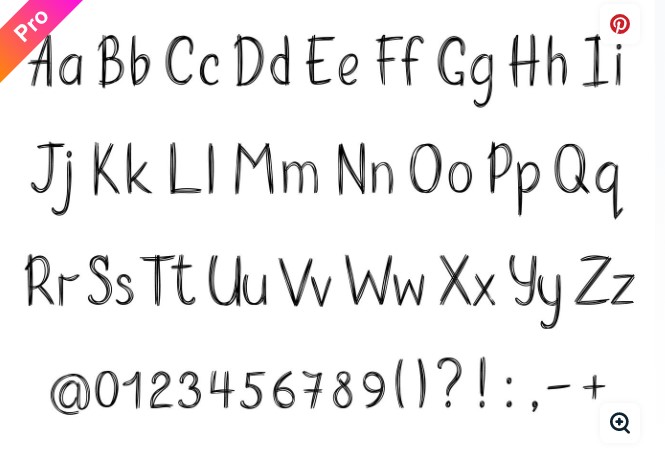 Pro
Aa Bb Cc Dd Ee Ff Gg Hh Ii
Jj Kk Ll Mm Nn Oo Pp Qq
Rr Ss Tt Uu Vv Ww Xx Yy Zz
@0123456789()?!:,-+